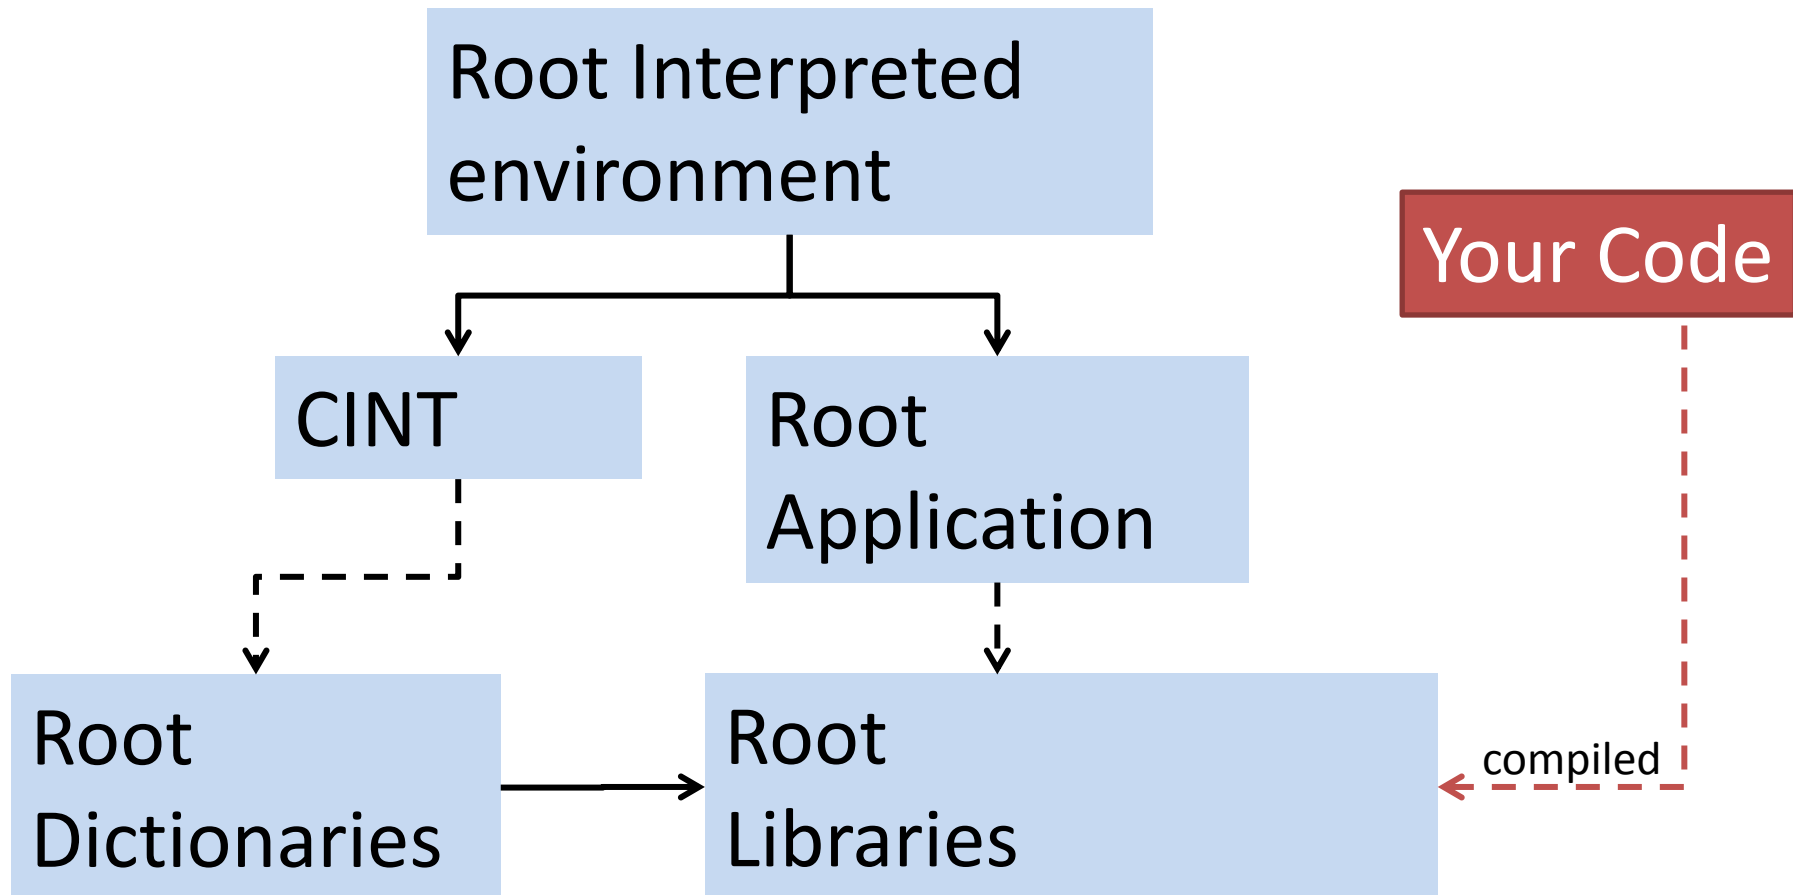 Root Interpreted
environment
Your Code
CINT
Root
Application
Root
Dictionaries
Root
Libraries
compiled